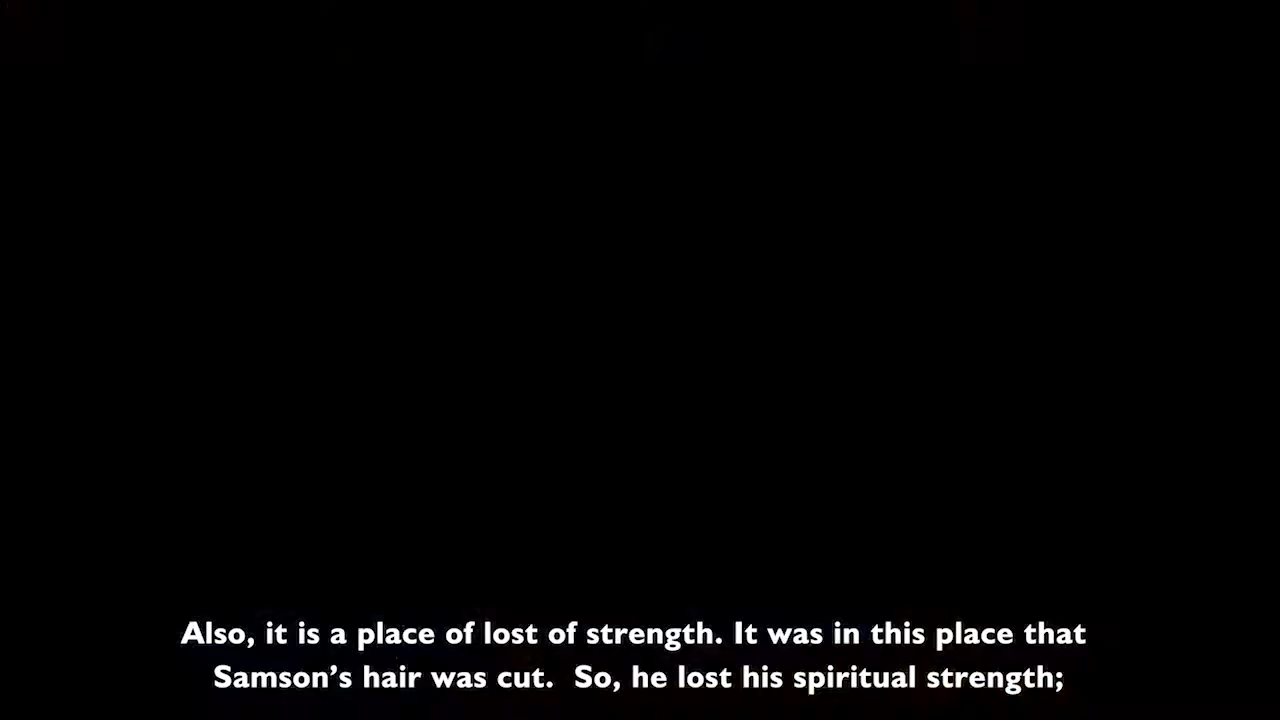 Also, it is a place of lost of strength. It was in this place that
Samson’s hair was cut.  So, he lost his spiritual strength;